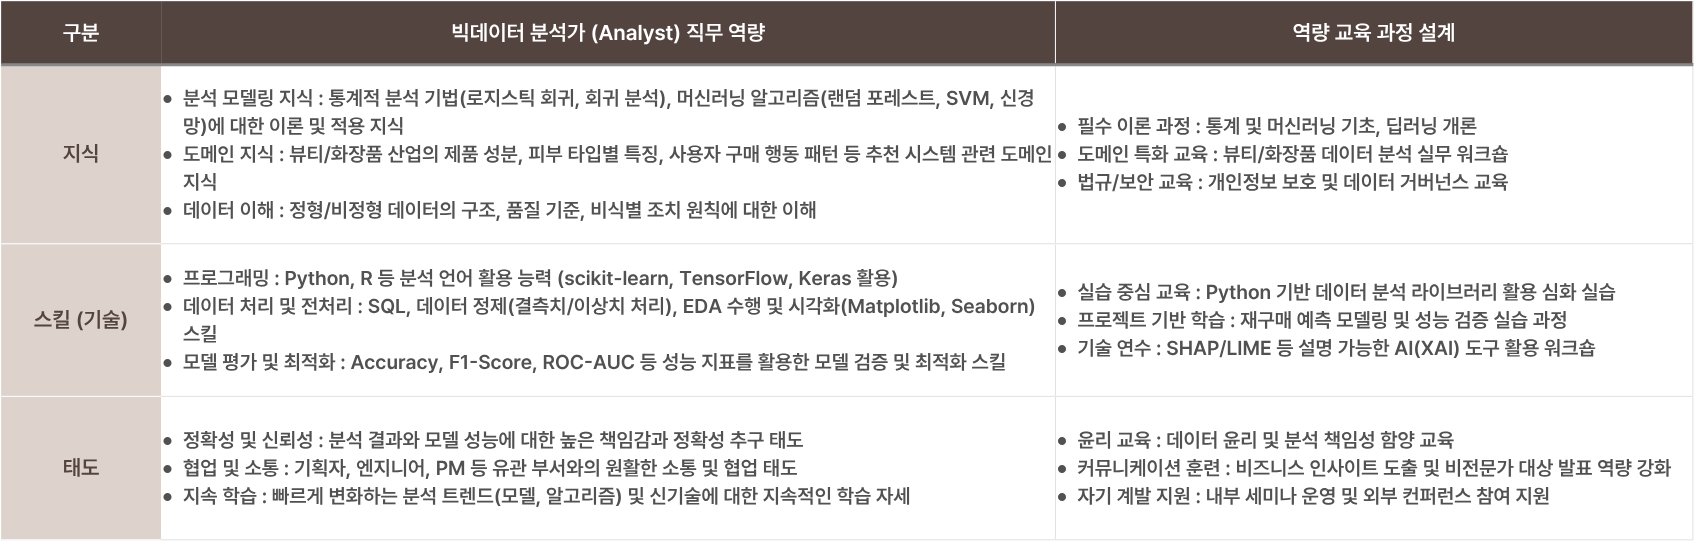 구분
빅데이터 분석가 (Analyst) 직무 역량
역량 교육 과정 설계
지식
● 분석 모델링 지식 : 통계적 분석 기법(로지스틱 회귀, 회귀 분석), 머신러닝 알고리즘(랜덤 포레스트, SVM, 신경
망)에 대한 이론 및 적용 지식
● 도메인 지식 : 뷰티/화장품 산업의 제품 성분, 피부 타입별 특징, 사용자 구매 행동 패턴 등 추천 시스템 관련 도메인
지식
● 데이터 이해 : 정형/비정형 데이터의 구조, 품질 기준, 비식별 조치 원칙에 대한 이해
● 필수 이론 과정 : 통계 및 머신러닝 기초, 딥러닝 개론
● 도메인 특화 교육 : 뷰티/화장품 데이터 분석 실무 워크숍
● 법규/보안 교육 : 개인정보 보호 및 데이터 거버넌스 교육
스킬 (기술)
● 프로그래밍 : Python, R 등 분석 언어 활용 능력 (scikit-learn, TensorFlow, Keras 활용)
● 데이터 처리 및 전처리 : SQL, 데이터 정제(결측치/이상치 처리), EDA 수행 및 시각화(Matplotlib, Seaborn)
스킬
● 모델 평가 및 최적화 : Accuracy, F1-Score, ROC-AUC 등 성능 지표를 활용한 모델 검증 및 최적화 스킬
● 실습 중심 교육 : Python 기반 데이터 분석 라이브러리 활용 심화 실습
● 프로젝트 기반 학습 : 재구매 예측 모델링 및 성능 검증 실습 과정
● 기술 연수 : SHAP/LIME 등 설명 가능한 AI(XAI) 도구 활용 워크숍
태도
● 정확성 및 신뢰성 : 분석 결과와 모델 성능에 대한 높은 책임감과 정확성 추구 태도
● 협업 및 소통 : 기획자, 엔지니어, PM 등 유관 부서와의 원활한 소통 및 협업 태도
● 지속 학습 : 빠르게 변화하는 분석 트렌드(모델, 알고리즘) 및 신기술에 대한 지속적인 학습 자세
● 윤리 교육 : 데이터 윤리 및 분석 책임성 함양 교육
● 커뮤니케이션 훈련 : 비즈니스 인사이트 도출 및 비전문가 대상 발표 역량 강화
● 자기 계발 지원 : 내부 세미나 운영 및 외부 컨퍼런스 참여 지원